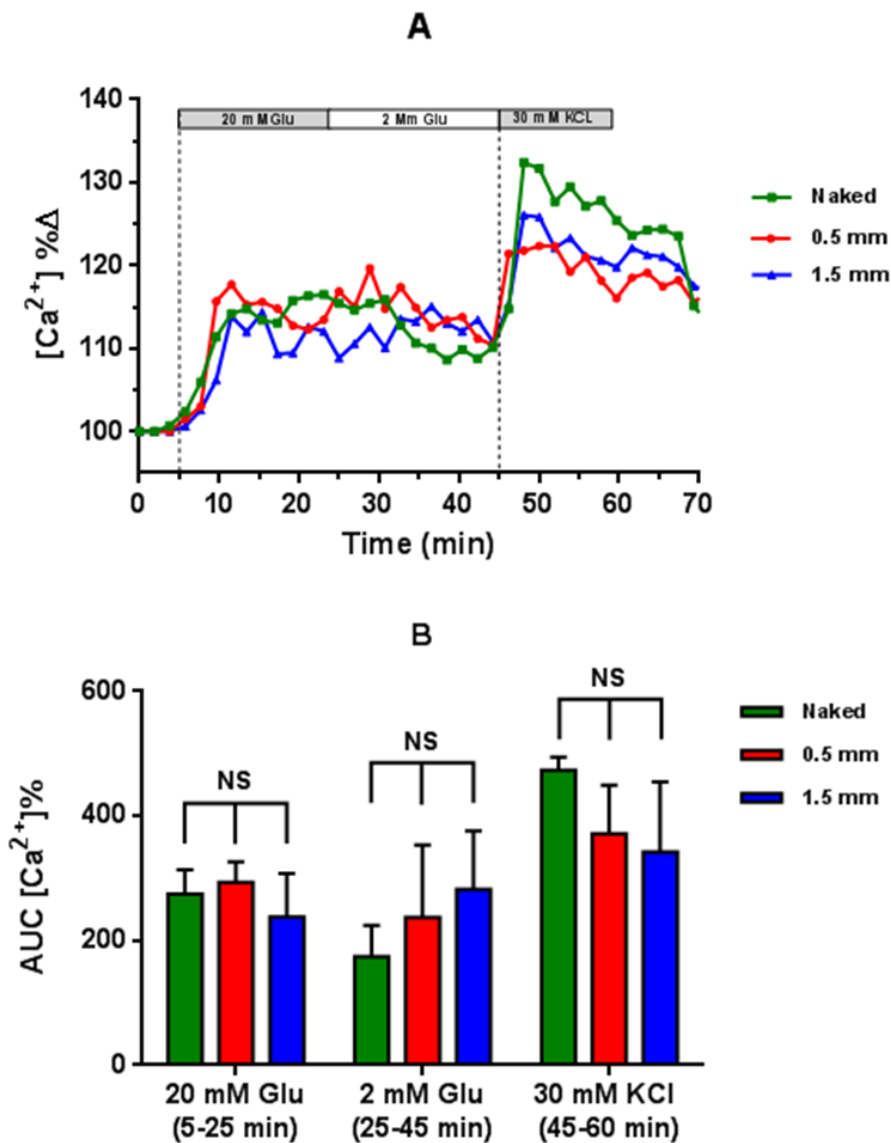 A
140
130
120
110
100
[Ca²⁺] %Δ
20 m M Glu
2 Mm Glu
30 m M KCL
Naked
0.5 mm
1.5 mm
0
10
20
30
40
50
60
70
Time (min)
B
600
400
200
0
AUC [Ca²⁺]%
NS
NS
NS
Naked
0.5 mm
1.5 mm
20 mM Glu
(5-25 min)
2 mM Glu
(25-45 min)
30 mM KCl
(45-60 min)